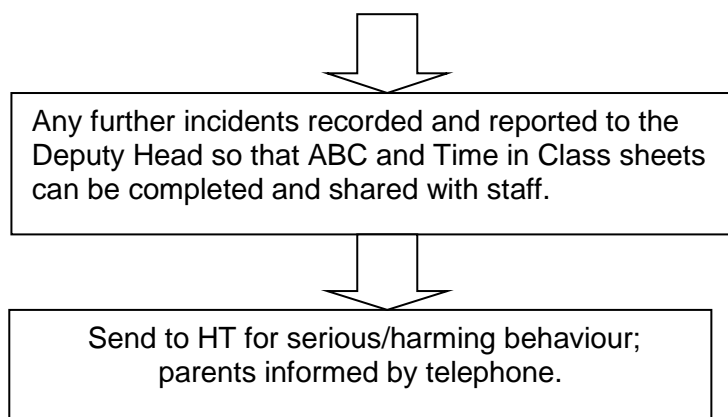 Any further incidents recorded and reported to the
Deputy Head so that ABC and Time in Class sheets
can be completed and shared with staff.
Send to HT for serious/harming behaviour;
parents informed by telephone.